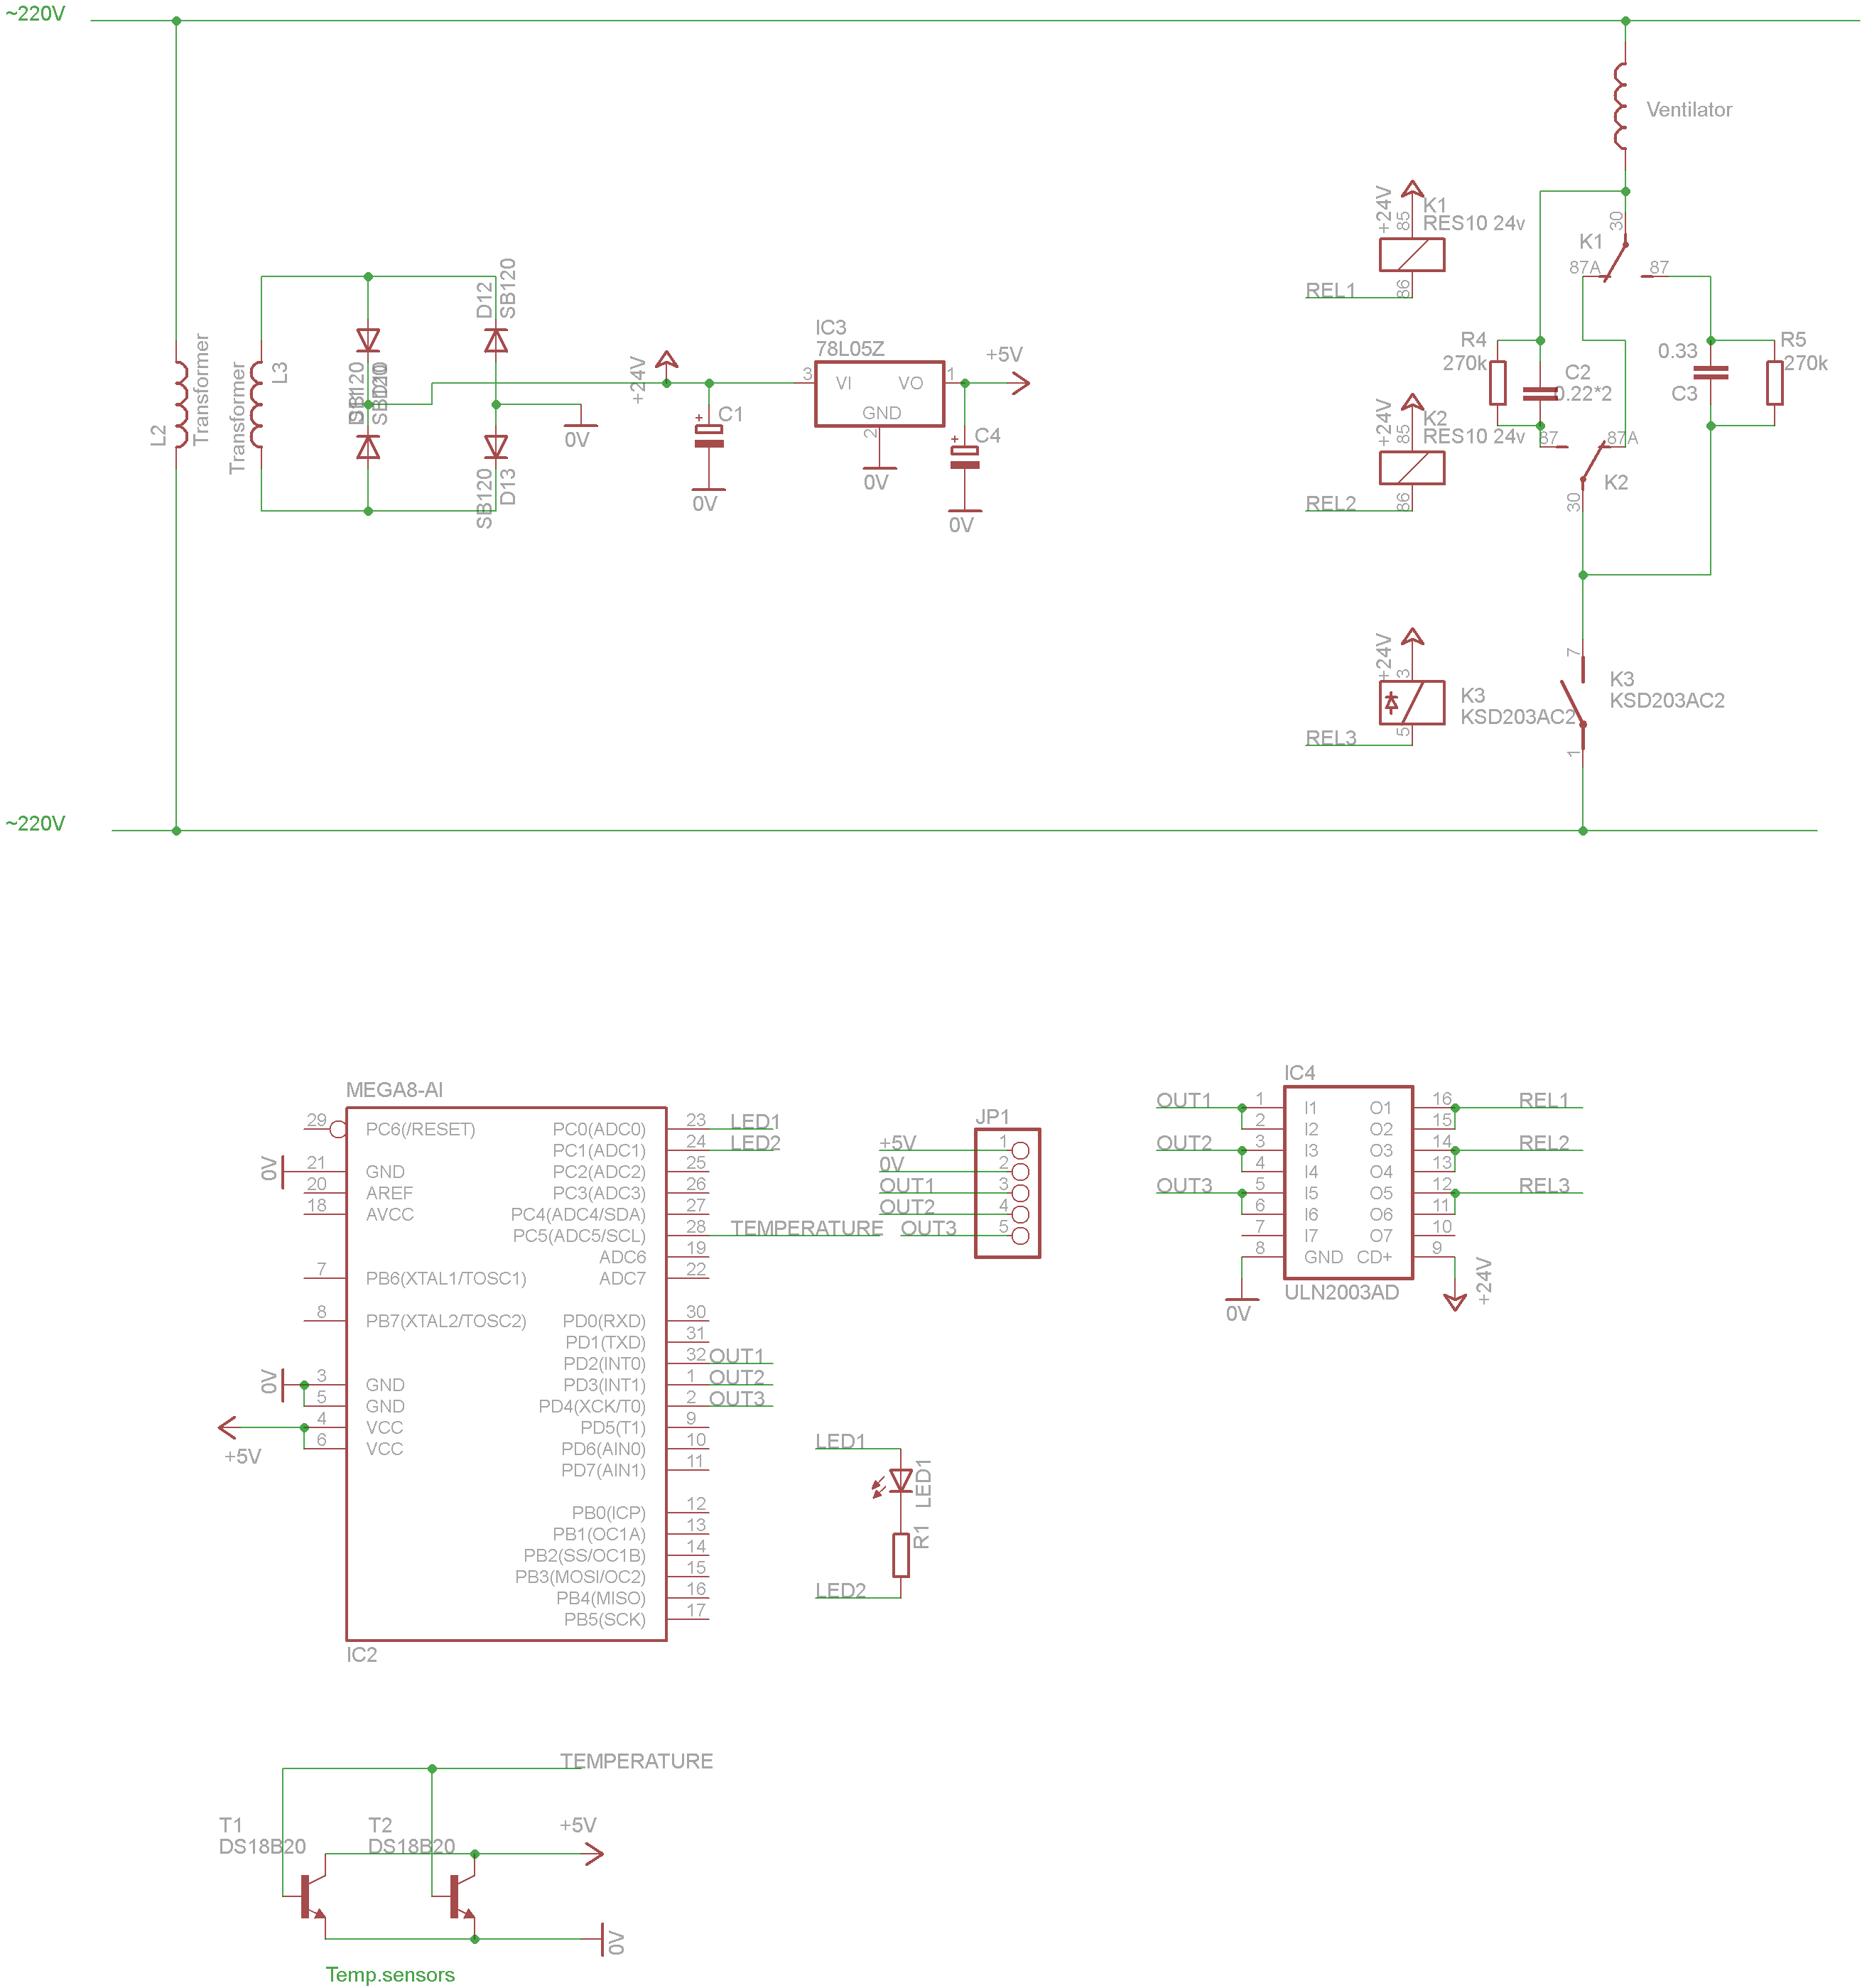 ~220V
Ventilator
+24V
85
K1
RES10 24v
86
REL1
30
K1
87A
87
D12
SB120
L2
Transformer
Transformer
L3
SB120
D13
0V
+24V
C1
0V
IC3
78L05Z
3
VI
VO
1
GND
2
0V
+5V
C4
0V
R4
270k
C2
0.22*2
0.33
C3
R5
270k
+24V
85
K2
RES10 24v
86
REL2
87
87A
K2
30
+24V
3
K3
KSD203AC2
5
REL3
7
K3
KSD203AC2
1
~220V
MEGA8-AI
29 PC6(/RESET)
21 GND
20 AREF
18 AVCC
0V
7 PB6(XTAL1/TOSC1)
8 PB7(XTAL2/TOSC2)
0V
3 GND
5 GND
4 VCC
6 VCC
+5V
PC0(ADC0) 23 LED1
PC1(ADC1) 24 LED2
PC2(ADC2) 25
PC3(ADC3) 26
PC4(ADC4/SDA) 27
PC5(ADC5/SCL) 28 TEMPERATURE
ADC6 19
ADC7 22
PD0(RXD) 30
PD1(TXD) 31
PD2(INT0) 32 OUT1
PD3(INT1) 1 OUT2
PD4(XCK/T0) 2 OUT3
PD5(T1) 9
PD6(AIN0) 10
PD7(AIN1) 11
PB0(ICP) 12
PB1(OC1A) 13
PB2(SS/OC1B) 14
PB3(MOSI/OC2) 15
PB4(MISO) 16
PB5(SCK) 17
IC2
JP1
+5V 1
0V 2
OUT1 3
OUT2 4
OUT3 5
LED1
LED1
R1
LED2
IC4
OUT1 1 I1 O1 16 REL1
2 I2 O2 15
OUT2 3 I3 O3 14 REL2
4 I4 O4 13
OUT3 5 I5 O5 12 REL3
6 I6 O6 11
7 I7 O7 10
8 GND CD+ 9
ULN2003AD
0V
+24V
TEMPERATURE
T1
DS18B20
T2
DS18B20
+5V
0V
Temp.sensors